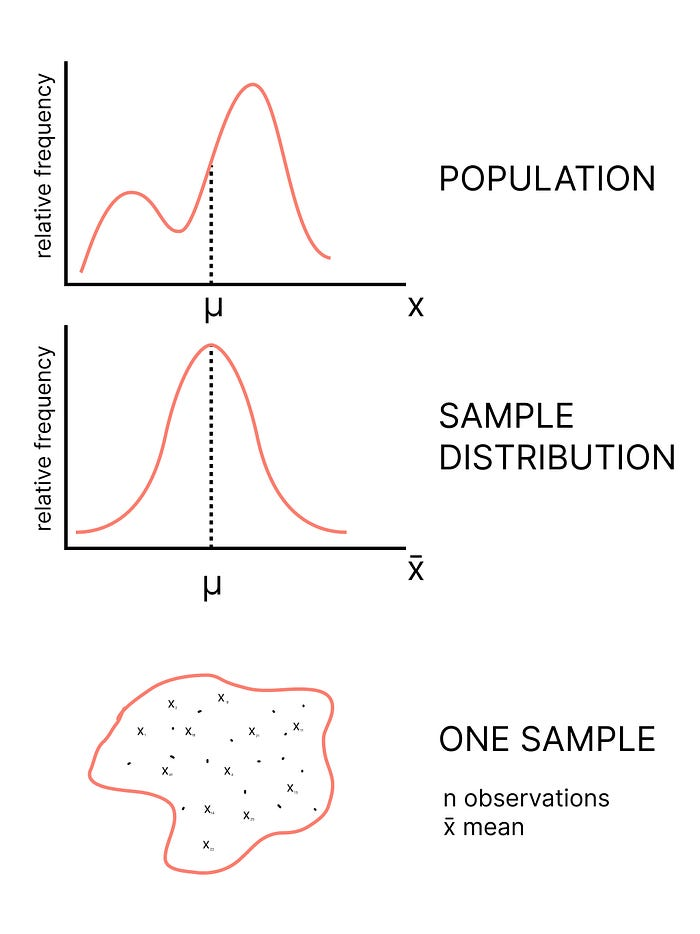 relative frequency
POPULATION
μ
x
relative frequency
SAMPLE
DISTRIBUTION
μ
x̄
ONE SAMPLE
n observations
x̄ mean
x x
x x x x
x x
x
x x
x